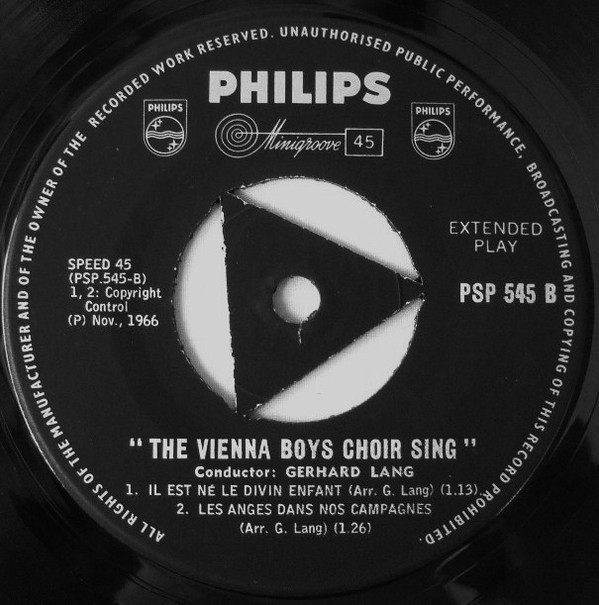 ALL RIGHTS OF THE MANUFACTURER AND OF THE OWNER OF THE RECORDED WORK RESERVED. UNAUTHORISED PUBLIC PERFORMANCE, BROADCASTING AND COPYING OF THIS RECORD PROHIBITED.
PHILIPS
PHILIPS
Minigroove 45
PHILIPS
EXTENDED
PLAY
PSP 545 B
SPEED 45
(PSP.545-B)
1, 2: Copyright
Control
(P) Nov., 1966
"THE VIENNA BOYS CHOIR SING"
Conductor: GERHARD LANG
1. IL EST NÉ LE DIVIN ENFANT (Arr. G. Lang) (1.13)
2. LES ANGES DANS NOS CAMPAGNES
(Arr. G. Lang) (1.26)